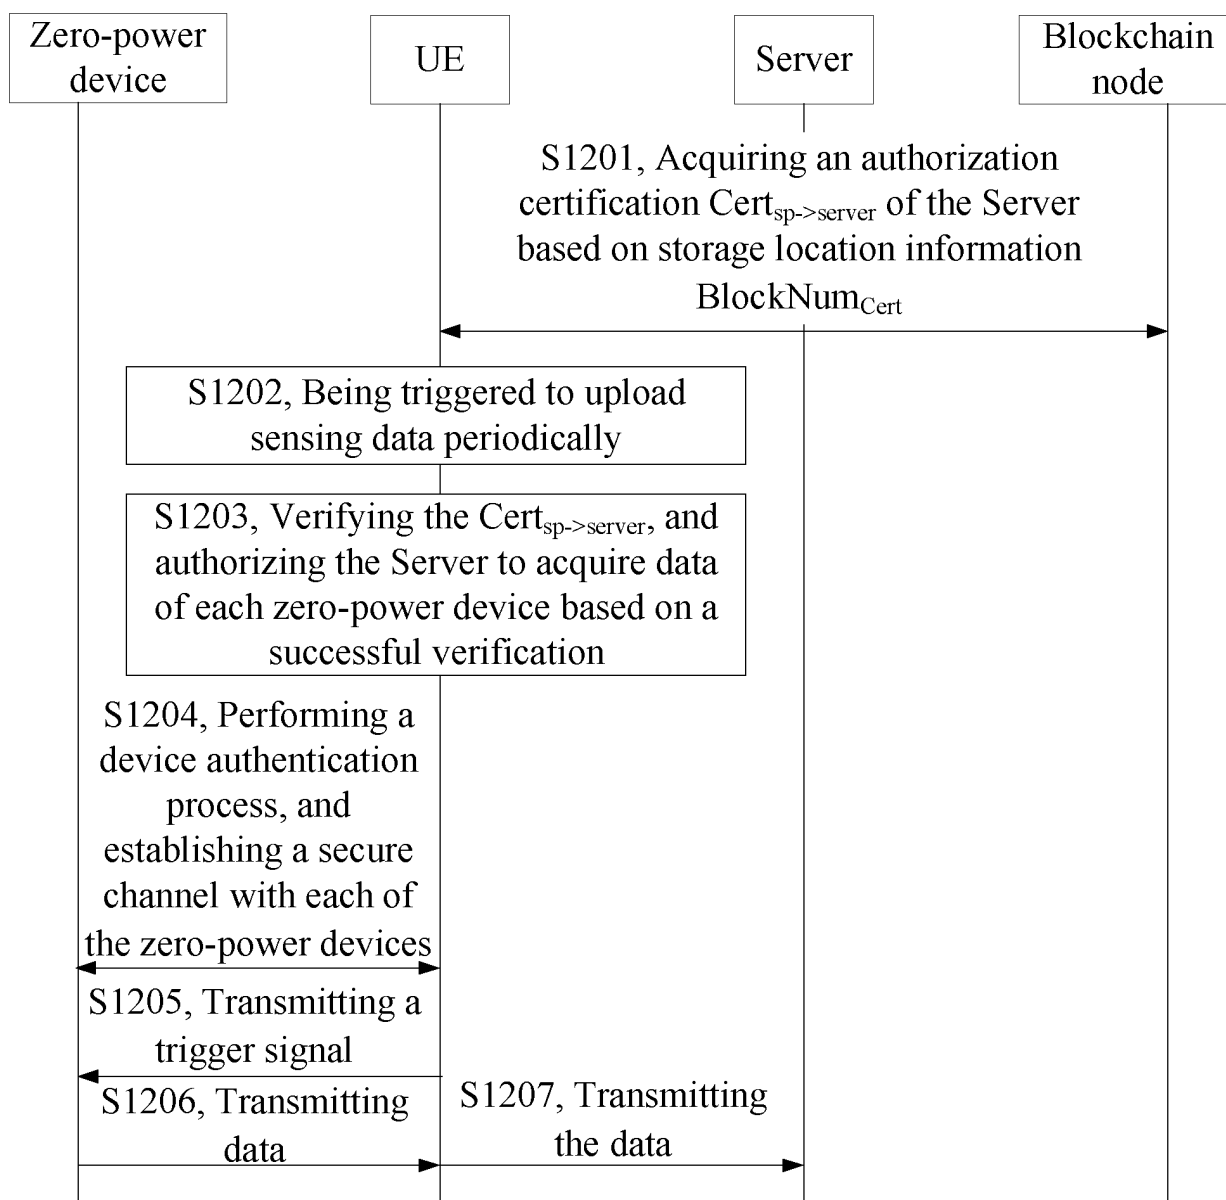 Zero-power
device
UE
Server
Blockchain
node
S1201, Acquiring an authorization
certification Cert_sp->server of the Server
based on storage location information
BlockNum_Cert
S1202, Being triggered to upload
sensing data periodically
S1203, Verifying the Cert_sp->server, and
authorizing the Server to acquire data
of each zero-power device based on a
successful verification
S1204, Performing a
device authentication
process, and
establishing a secure
channel with each of
the zero-power devices
S1205, Transmitting a
trigger signal
S1206, Transmitting
data
S1207, Transmitting
the data